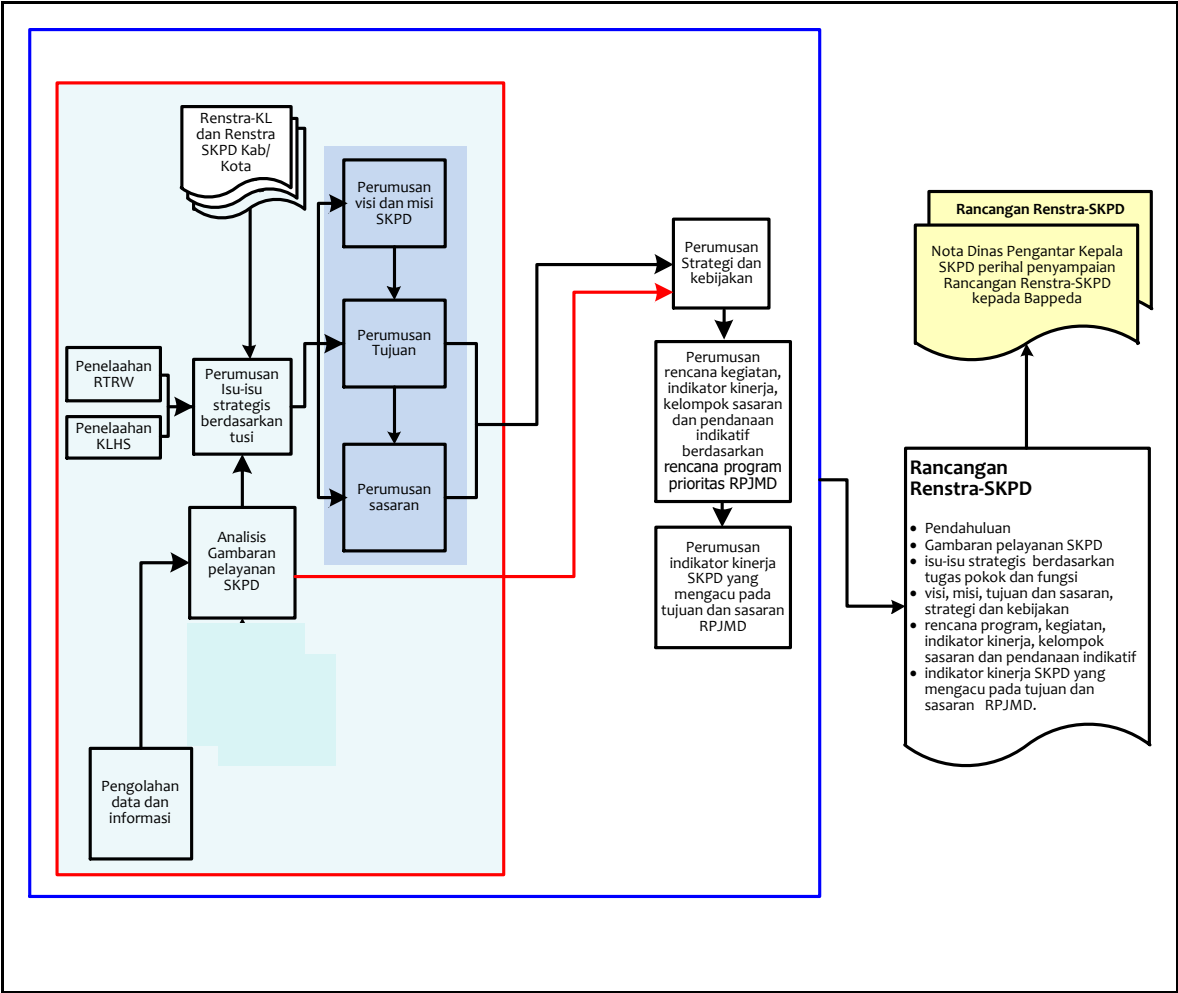 Renstra-KL
dan Renstra
SKPD Kab/
Kota
Perumusan
visi dan misi
SKPD
Perumusan
Tujuan
Perumusan
sasaran
Penelaahan
RTRW
Penelaahan
KLHS
Perumusan
Isu-isu
strategis
berdasarkan
tusi
Analisis
Gambaran
pelayanan
SKPD
Pengolahan
data dan
informasi
Perumusan
Strategi dan
kebijakan
Perumusan
rencana kegiatan,
indikator kinerja,
kelompok sasaran
dan pendanaan
indikatif
berdasarkan
rencana program
prioritas RPJMD
Perumusan
indikator kinerja
SKPD yang
mengacu pada
tujuan dan sasaran
RPJMD
Rancangan Renstra-SKPD
Nota Dinas Pengantar Kepala
SKPD perihal penyampaian
Rancangan Renstra-SKPD
kepada Bappeda
Rancangan
Renstra-SKPD
• Pendahuluan
• Gambaran pelayanan SKPD
• isu-isu strategis berdasarkan
tugas pokok dan fungsi
• visi, misi, tujuan dan sasaran,
strategi dan kebijakan
• rencana program, kegiatan,
indikator kinerja, kelompok
sasaran dan pendanaan indikatif
• indikator kinerja SKPD yang
mengacu pada tujuan dan
sasaran RPJMD.